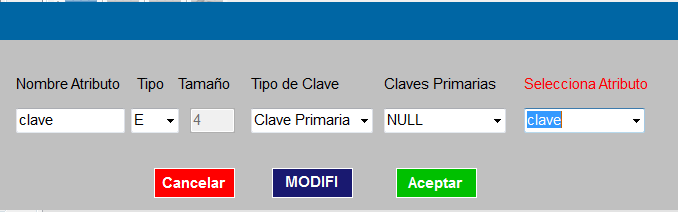 Nombre Atributo Tipo Tamaño Tipo de Clave Claves Primarias Selecciona Atributo
clave E 4 Clave Primaria NULL clave
Cancelar MODIFI Aceptar